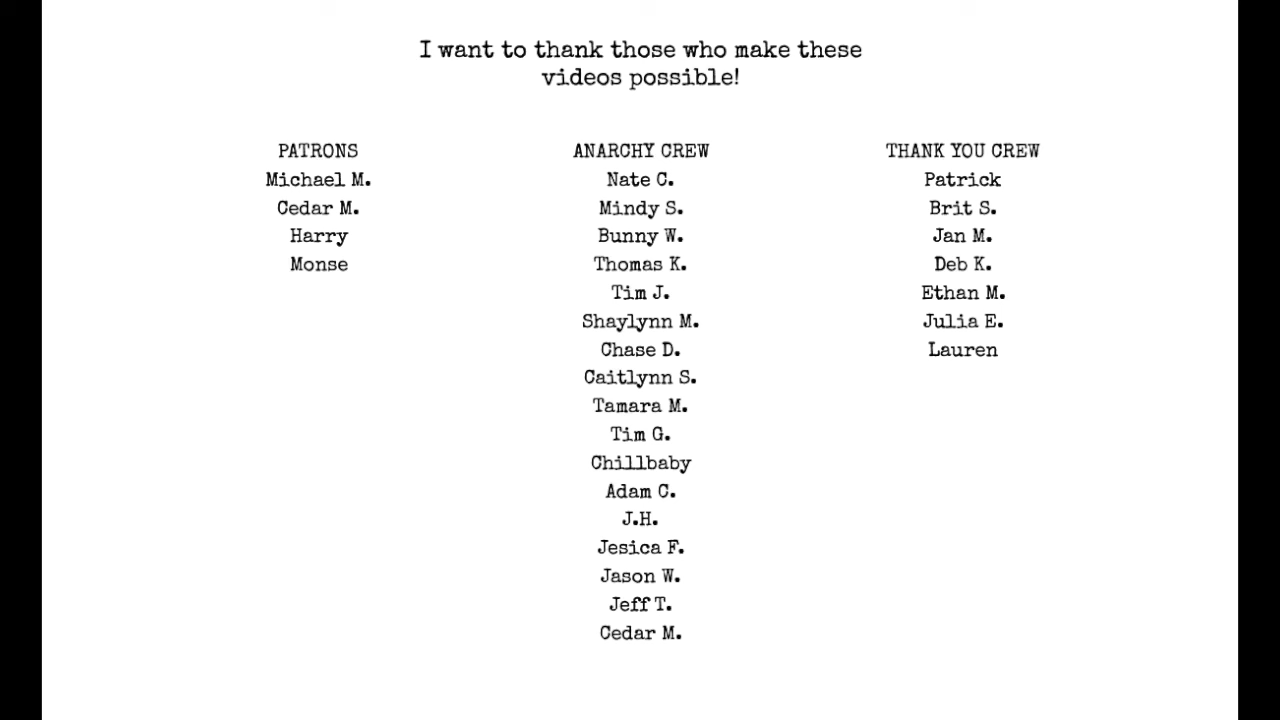 I want to thank those who make these
videos possible!
PATRONS
Michael M.
Cedar M.
Harry
Monse
ANARCHY CREW
Nate C.
Mindy S.
Bunny W.
Thomas K.
Tim J.
Shaylynn M.
Chase D.
Caitlynn S.
Tamara M.
Tim G.
Chillbaby
Adam C.
J.H.
Jesica F.
Jason W.
Jeff T.
Cedar M.
THANK YOU CREW
Patrick
Brit S.
Jan M.
Deb K.
Ethan M.
Julia E.
Lauren